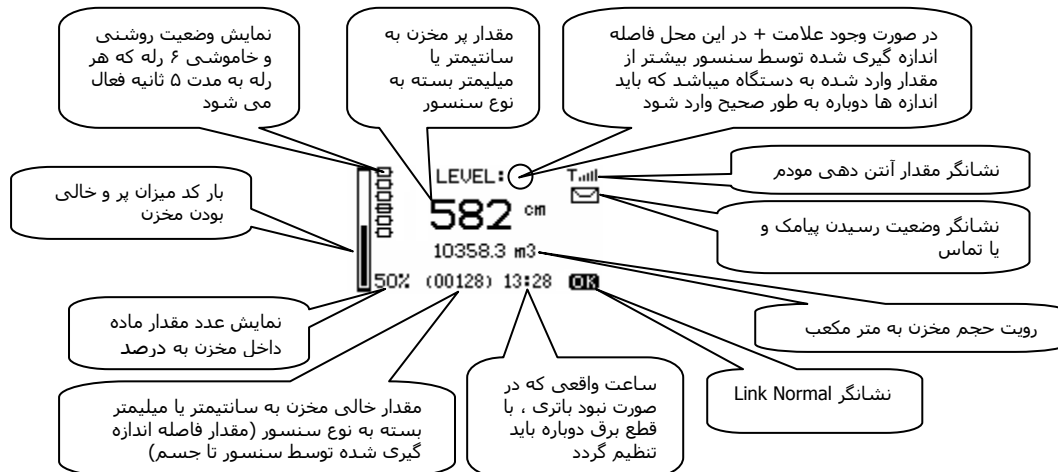 نمایش وضعیت روشنی
و خاموشی ۶ رله که هر
رله به مدت ۵ ثانیه فعال
می شود
مقدار پر مخزن به
سانتیمتر یا
میلیمتر بسته به
نوع سنسور
در صورت وجود علامت + در این محل فاصله
اندازه گیری شده توسط سنسور بیشتر از
مقدار وارد شده به دستگاه میباشد که باید
اندازه ها دوباره به طور صحیح وارد شود
بار کد میزان پر و خالی
بودن مخزن
LEVEL:
582 cm
10358.3 m3
50% (00128) 13:28 OK
نشانگر مقدار آنتن دهی مودم
نشانگر وضعیت رسیدن پیامک و
یا تماس
رویت حجم مخزن به متر مکعب
نمایش عدد مقدار ماده
داخل مخزن به درصد
مقدار خالی مخزن به سانتیمتر یا میلیمتر
بسته به نوع سنسور (مقدار فاصله اندازه
گیری شده توسط سنسور تا جسم)
ساعت واقعی که در
صورت نبود باتری ، با
قطع برق دوباره باید
تنظیم گردد
نشانگر Link Normal